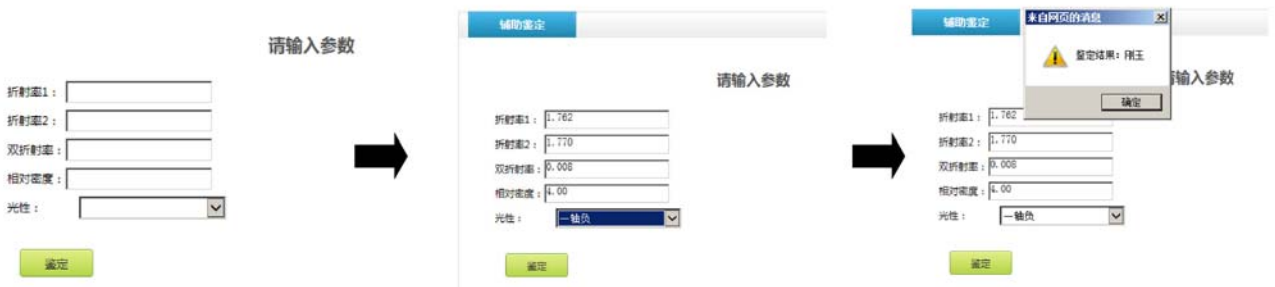 请输入参数
折射率1：
折射率2：
双折射率：
相对密度：
光性：
鉴定
辅助鉴定
请输入参数
折射率1： 1.762
折射率2： 1.770
双折射率： 0.008
相对密度： 4.00
光性： 一轴负
鉴定
辅助鉴定
来自网页的消息
鉴定结果：刚玉
确定
请输入参数
折射率1： 1.762
折射率2： 1.770
双折射率： 0.008
相对密度： 4.00
光性： 一轴负
鉴定